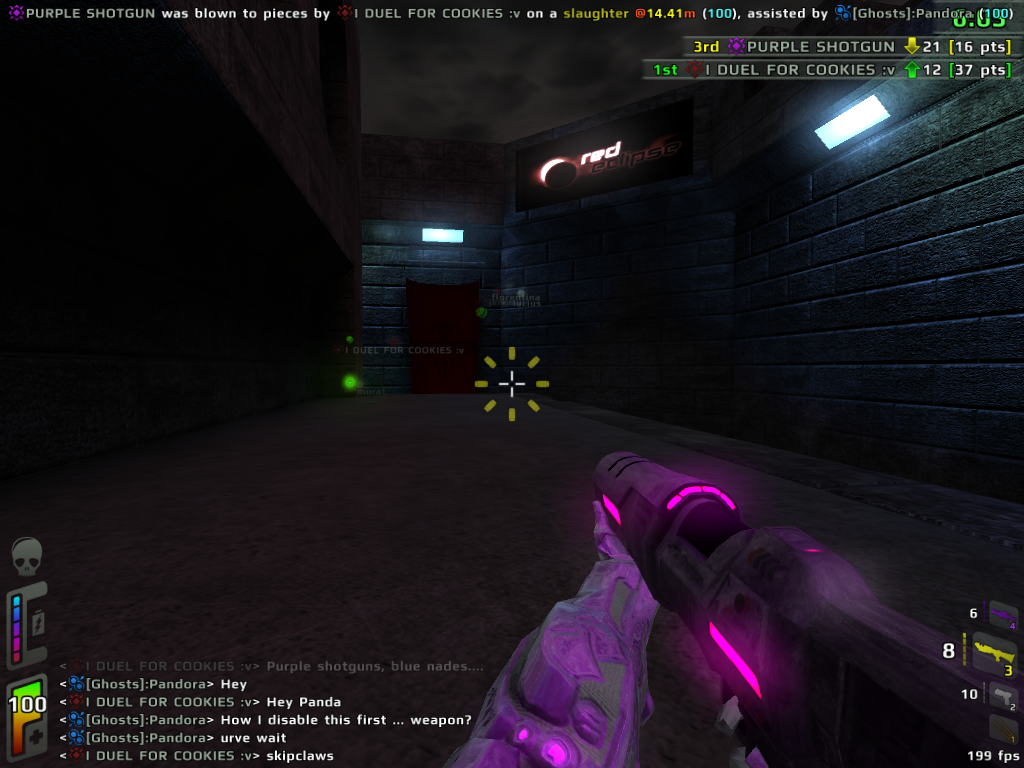 PURPLE SHOTGUN was blown to pieces by I DUEL FOR COOKIES :v on a slaughter @14.41m (100), assisted by [Ghosts]:Pandora (100)
3rd PURPLE SHOTGUN 21 [16 pts]
1st I DUEL FOR COOKIES :v 12 [37 pts]
red eclipse
florentina
I DUEL FOR COOKIES :v
6
4
8
3
10
2
1
100
<I DUEL FOR COOKIES :v> Purple shotguns, blue nades....
<[Ghosts]:Pandora> Hey
<I DUEL FOR COOKIES :v> Hey Panda
<[Ghosts]:Pandora> How I disable this first ... weapon?
<[Ghosts]:Pandora> urve wait
<I DUEL FOR COOKIES :v> skipclaws
199 fps